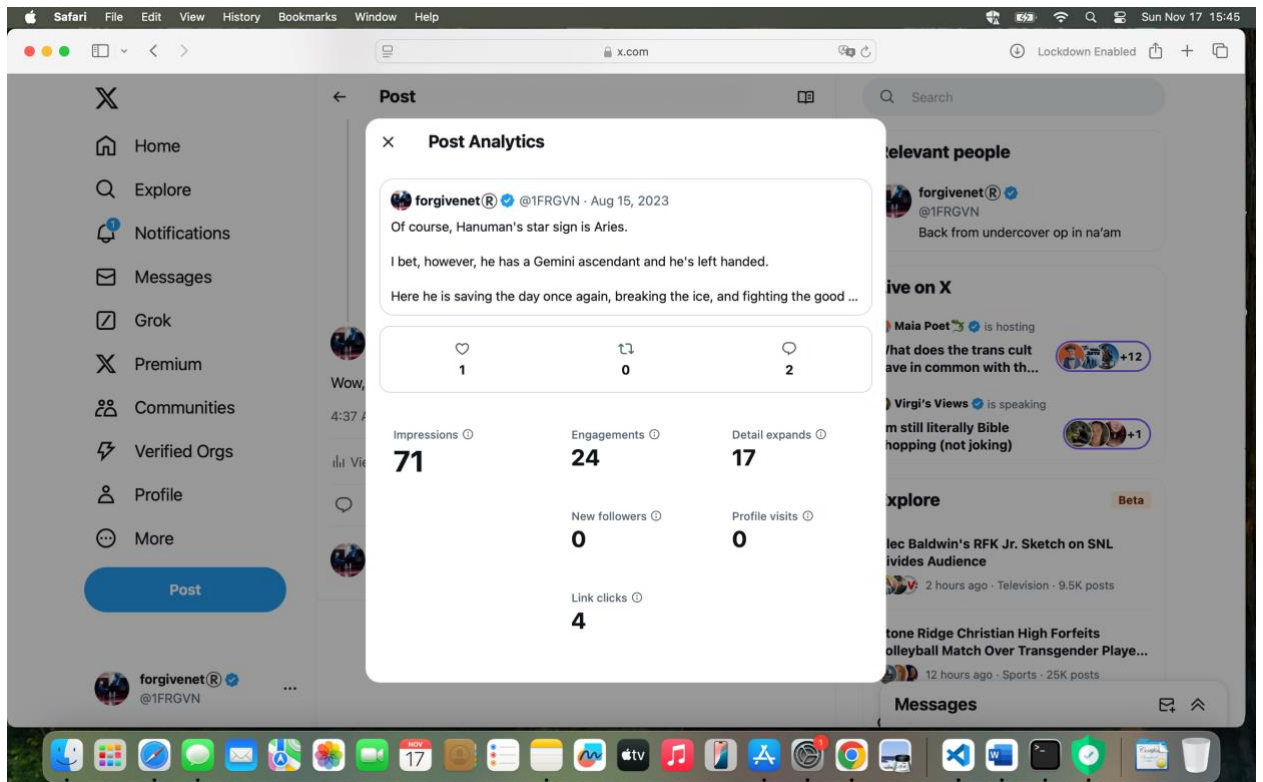 Safari File Edit View History Bookmarks Window Help
Sun Nov 17 15:45
x.com
Lockdown Enabled
Home
Explore
1
Notifications
Messages
Grok
Premium
Communities
Verified Orgs
Profile
More
Post
forgivenet®
@1FRGVN
Post
Wow,
4:37
Post Analytics
forgivenet® @1FRGVN · Aug 15, 2023
Of course, Hanuman's star sign is Aries.
I bet, however, he has a Gemini ascendant and he's left handed.
Here he is saving the day once again, breaking the ice, and fighting the good ...
1 0 2
Impressions Engagements Detail expands
71 24 17
New followers Profile visits
0 0
Link clicks
4
Search
elevant people
forgivenet®
@1FRGVN
Back from undercover op in na'am
ive on X
Maia Poet is hosting
hat does the trans cult
ave in common with th...
+12
Virgi's Views is speaking
m still literally Bible
hopping (not joking)
+1
xplore
Beta
lec Baldwin's RFK Jr. Sketch on SNL
ivides Audience
2 hours ago · Television · 9.5K posts
tone Ridge Christian High Forfeits
olleyball Match Over Transgender Playe...
12 hours ago · Sports · 25K posts
Messages
NOV
17
tv